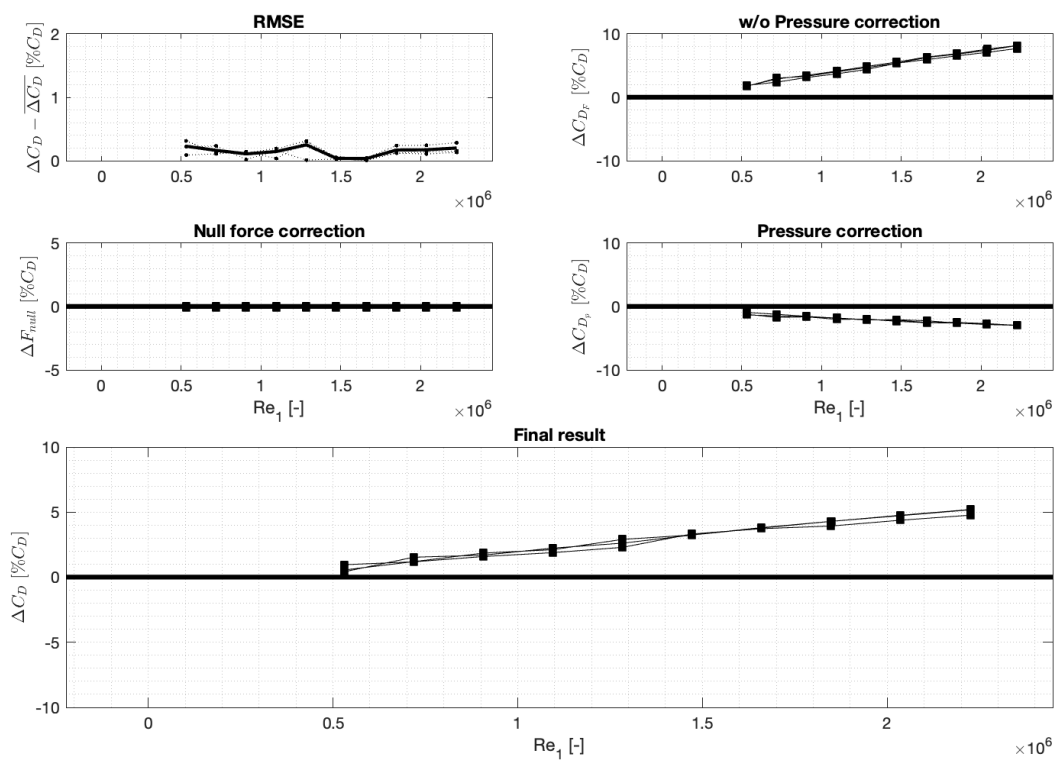 RMSE
ΔC_D − \overline{ΔC_D} [%C_D]
2
1
0
0 0.5 1 1.5 2
×10^6
w/o Pressure correction
ΔC_{D_F} [%C_D]
10
0
-10
0 0.5 1 1.5 2
×10^6
Null force correction
ΔF_{null} [%C_D]
5
0
-5
0 0.5 1 1.5 2
Re_1 [-]
×10^6
Pressure correction
ΔC_{D_p} [%C_D]
10
0
-10
0 0.5 1 1.5 2
Re_1 [-]
×10^6
Final result
ΔC_D [%C_D]
10
5
0
-5
-10
0 0.5 1 1.5 2
Re_1 [-]
×10^6